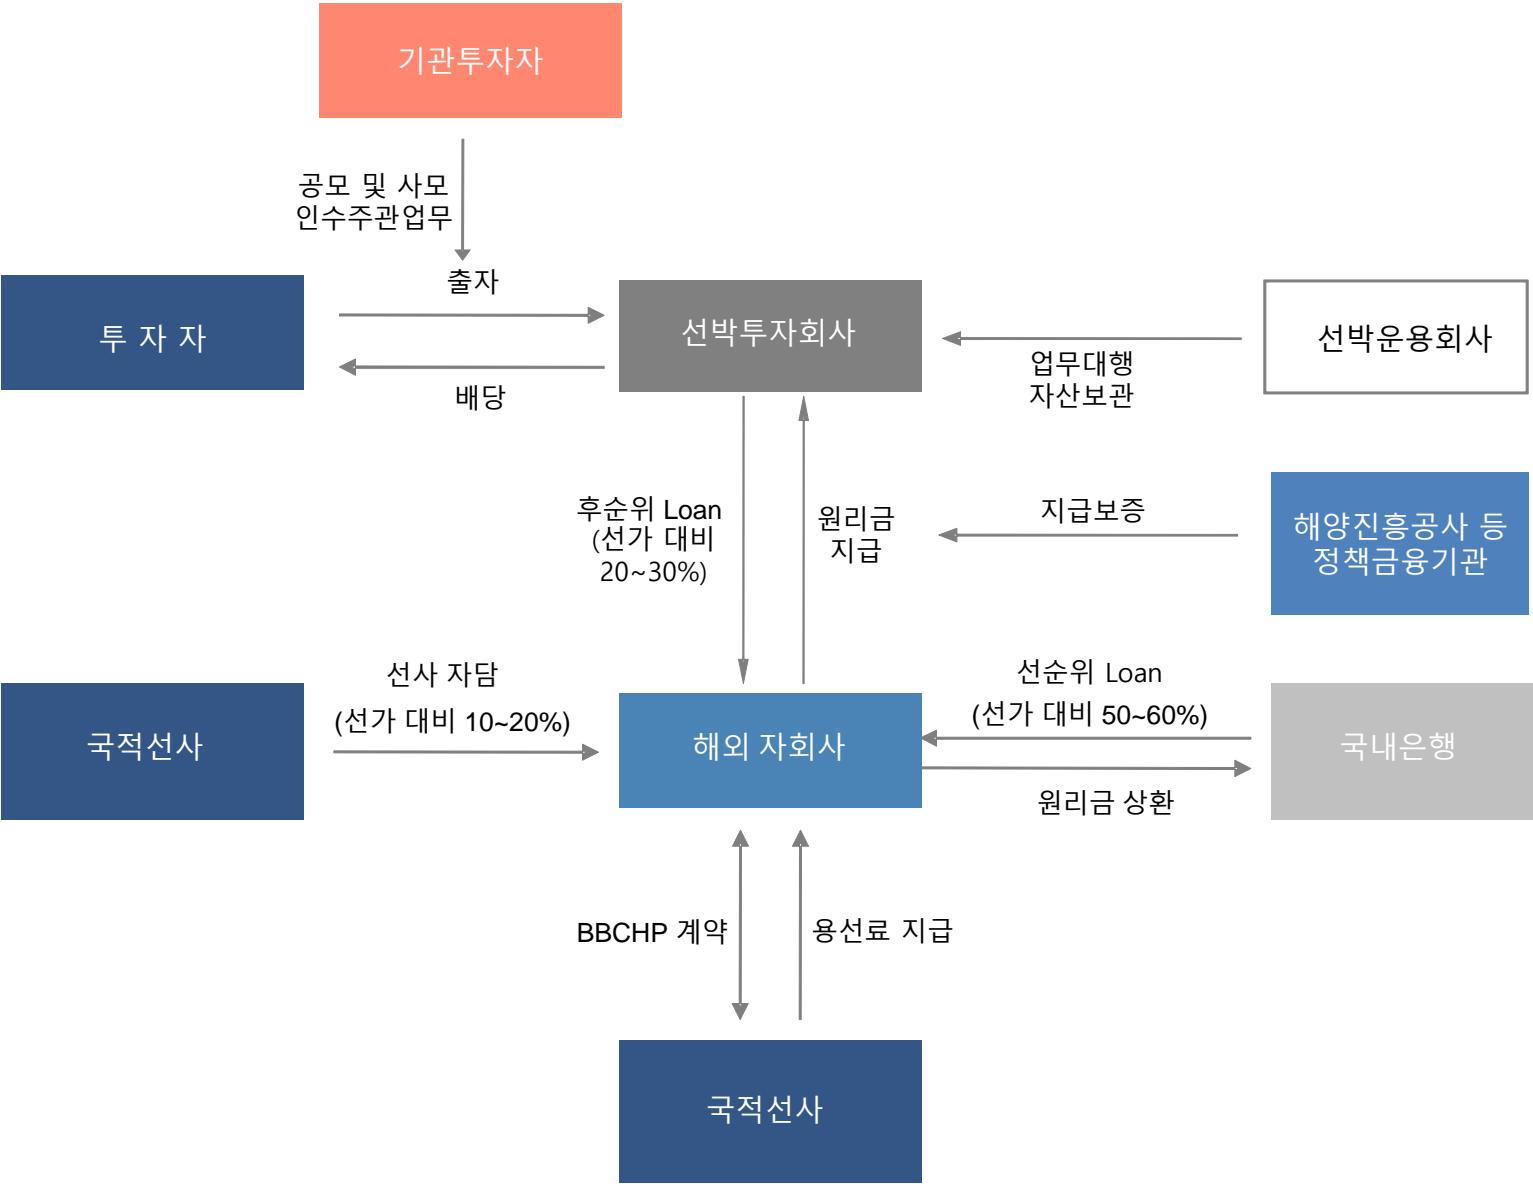 기관투자자
공모 및 사모
인수주관업무
출자
투 자 자
선박투자회사
선박운용회사
업무대행
자산보관
배당
후순위 Loan
(선가 대비
20~30%)
원리금
지급
지급보증
해양진흥공사 등
정책금융기관
선사 자담
(선가 대비 10~20%)
선순위 Loan
(선가 대비 50~60%)
국적선사
해외 자회사
국내은행
원리금 상환
BBCHP 계약
용선료 지급
국적선사